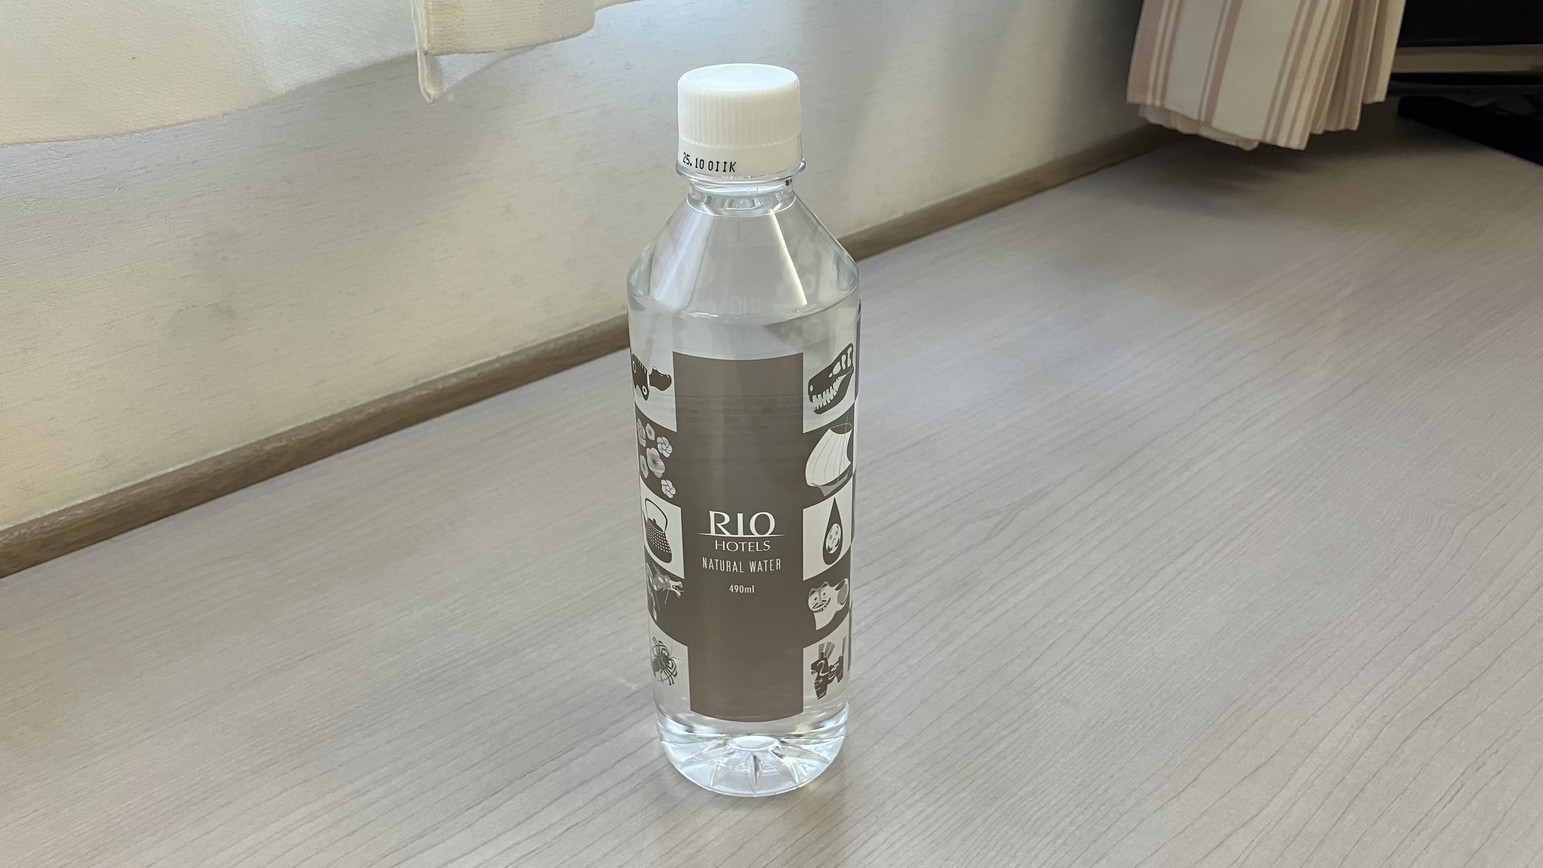 25.10 OIIK
RIO
HOTELS
NATURAL WATER
490ml